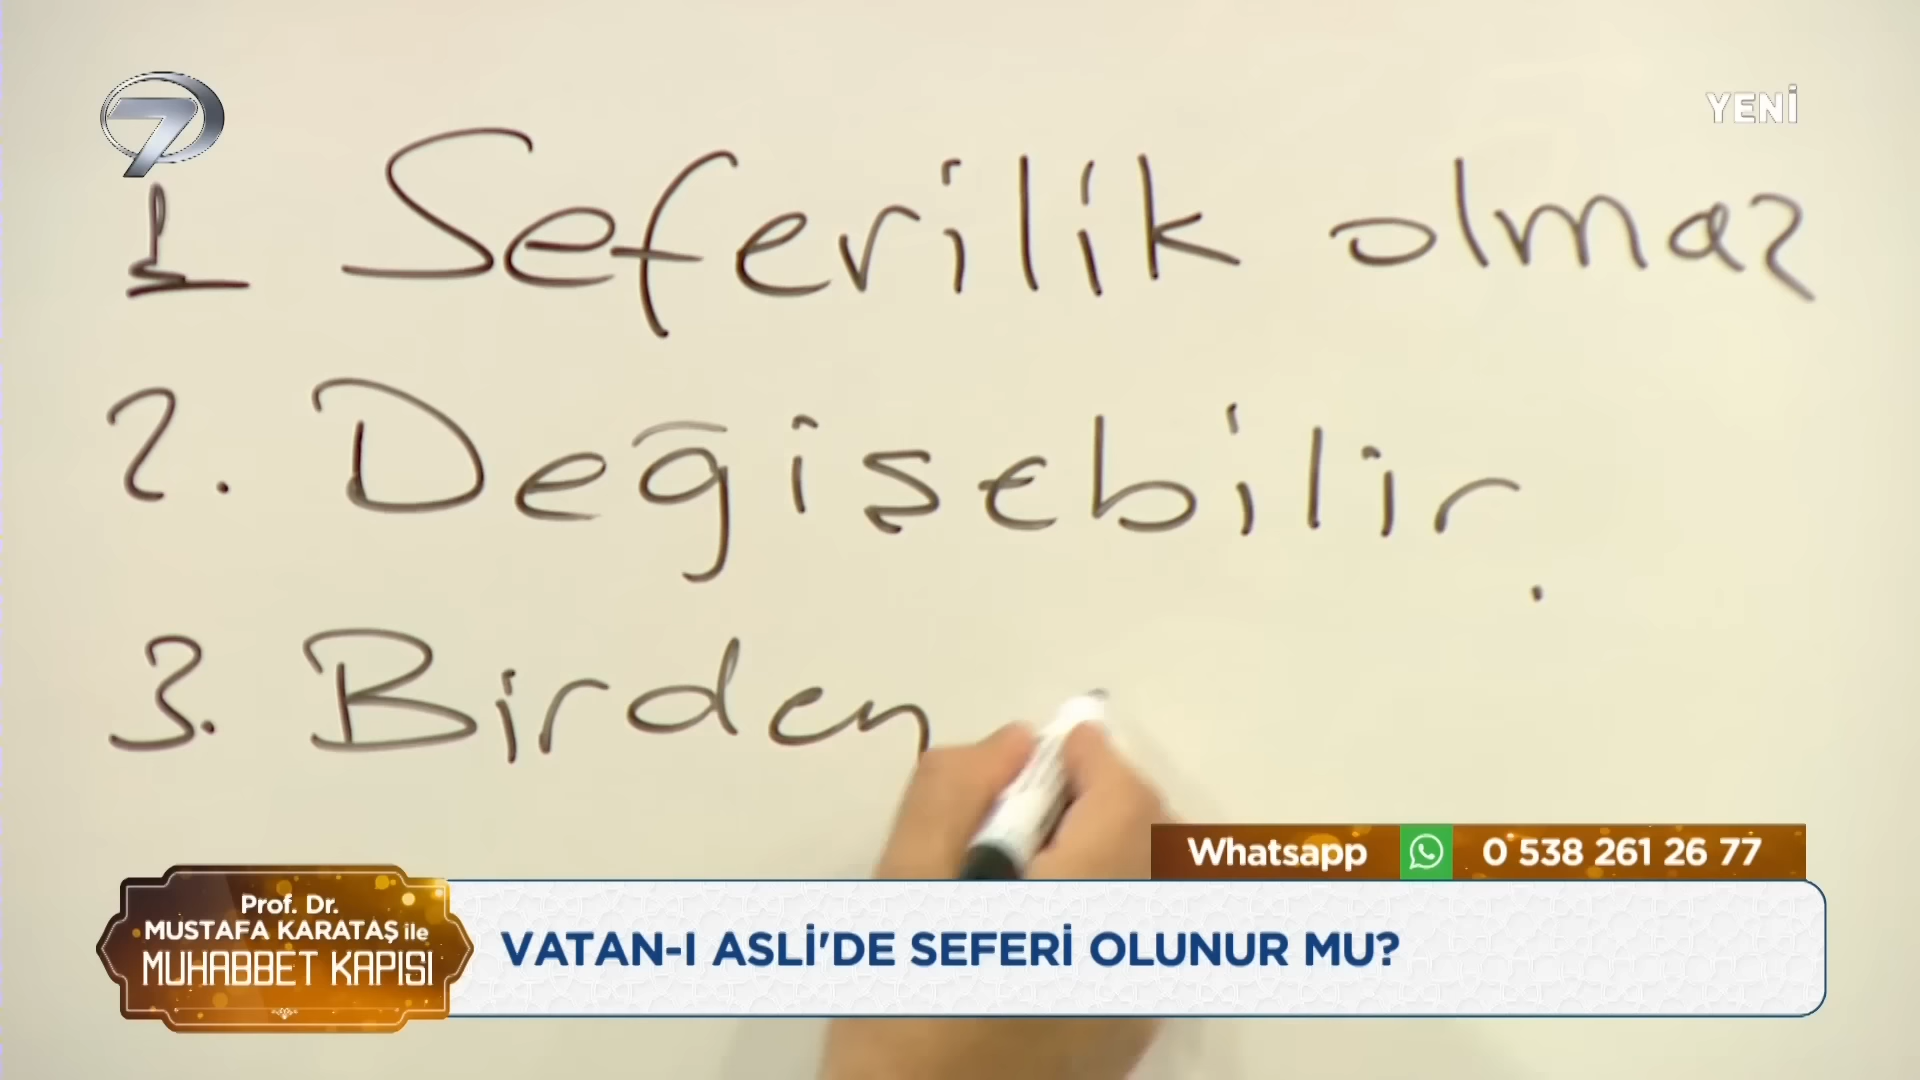 7
YENİ
1 Seferilik olmaz
2. Değişebilir.
3. Birden
Whatsapp 0 538 261 26 77
Prof. Dr.
MUSTAFA KARATAŞ ile
MUHABBET KAPISI
VATAN-I ASLİ'DE SEFERİ OLUNUR MU?